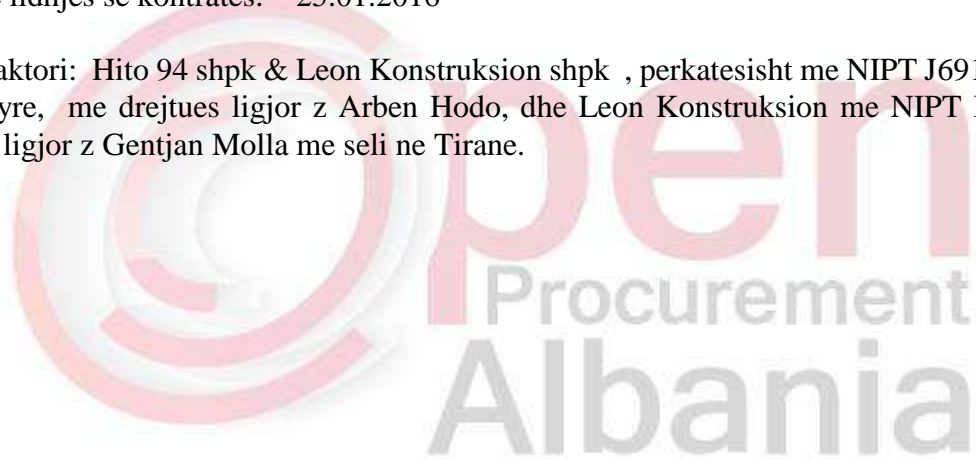 lidhjes se kontrates: 25.01.2016
aktori: Hito 94 shpk & Leon Konstruksion shpk , perkatesisht me NIPT J691
yre, me drejtues ligjor z Arben Hodo, dhe Leon Konstruksion me NIPT
ligjor z Gentjan Molla me seli ne Tirane.
Open
Procurement
Albania